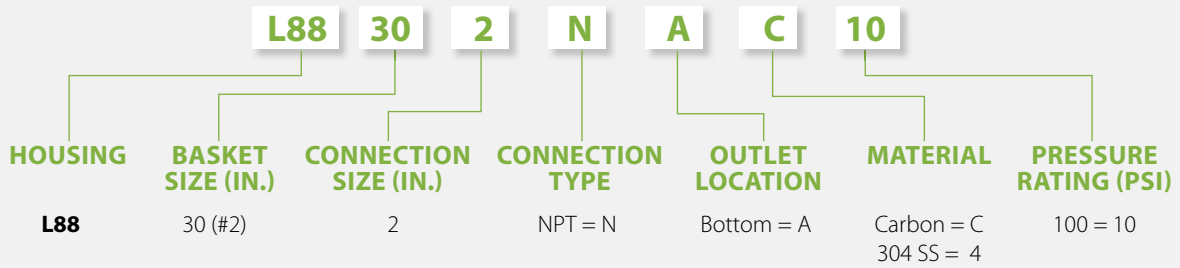 L88 30 2 N A C 10
HOUSING BASKET SIZE (IN.) CONNECTION SIZE (IN.) CONNECTION TYPE OUTLET LOCATION MATERIAL PRESSURE RATING (PSI)
L88 30 (#2) 2 NPT = N Bottom = A Carbon = C 100 = 10
304 SS = 4